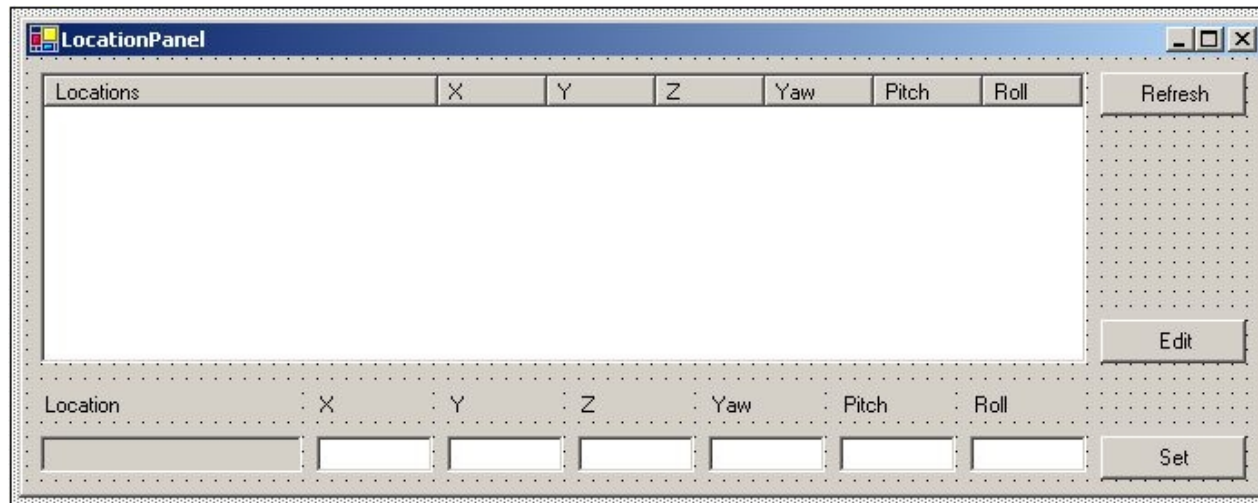 LocationPanel
Locations X Y Z Yaw Pitch Roll
Refresh
Edit
Location X Y Z Yaw Pitch Roll
Set